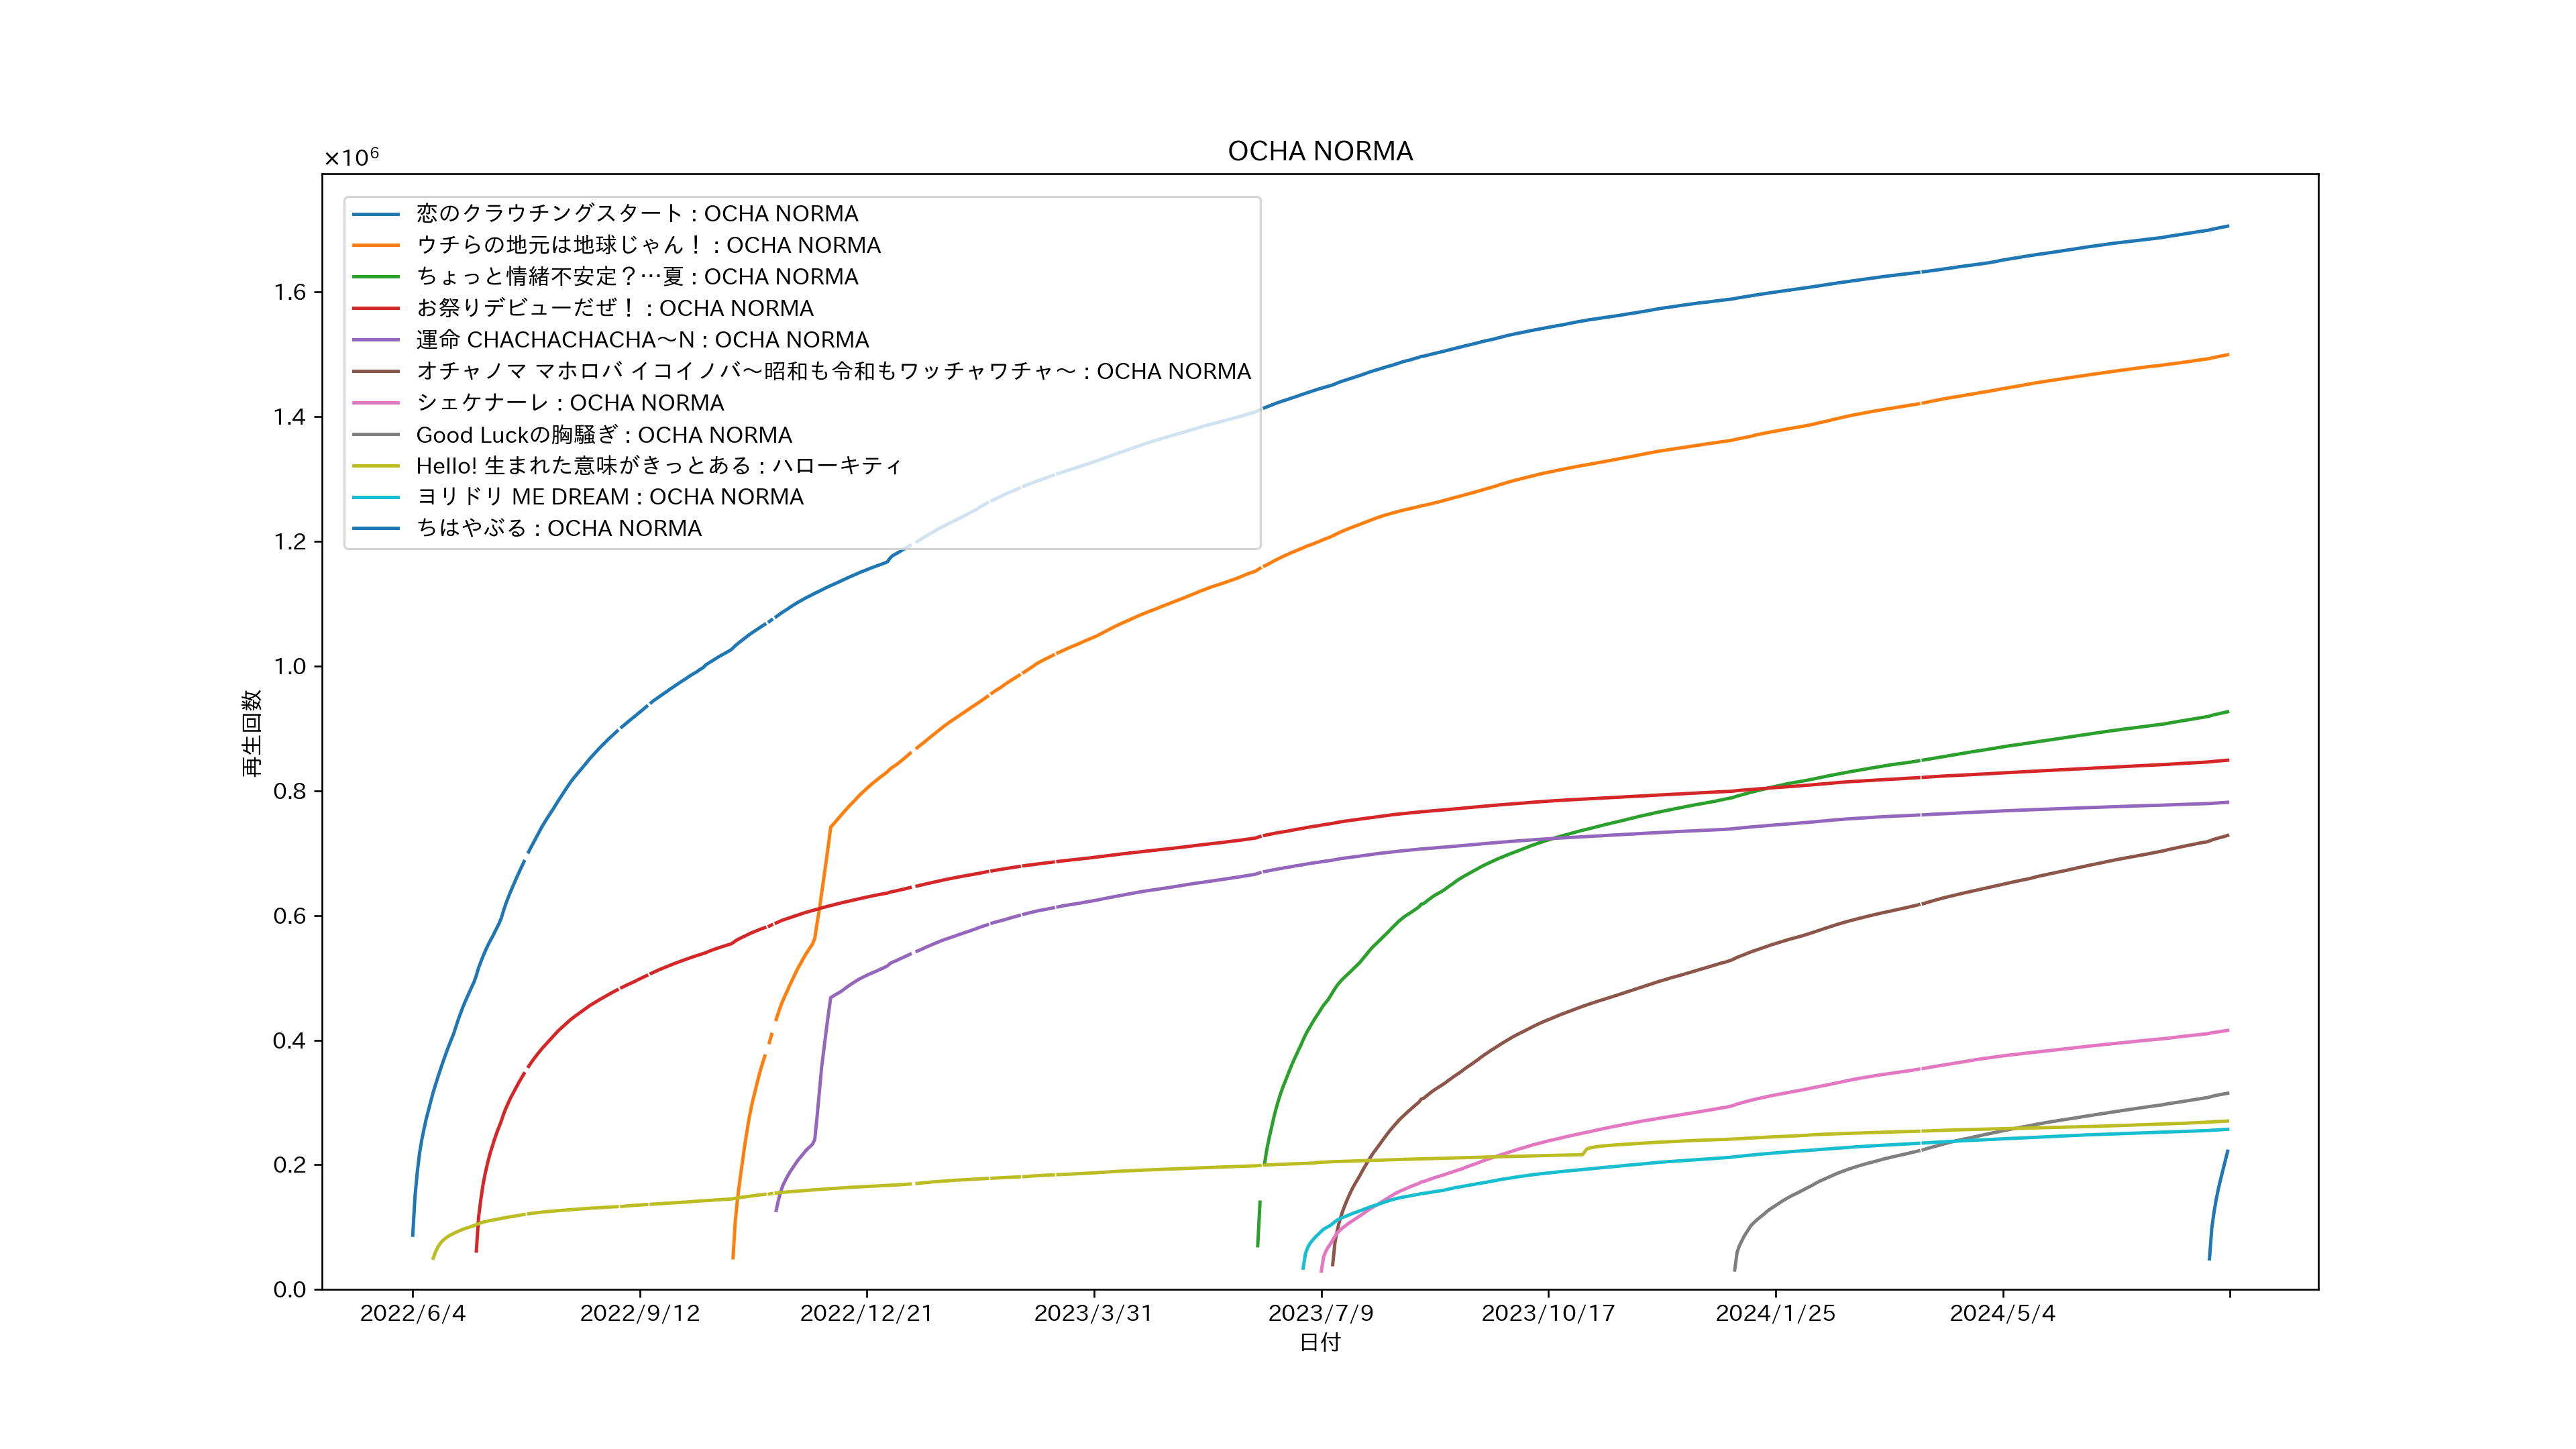 OCHA NORMA
×10⁶
恋のクラウチングスタート : OCHA NORMA
ウチらの地元は地球じゃん！ : OCHA NORMA
ちょっと情緒不安定？…夏 : OCHA NORMA
お祭りデビューだぜ！ : OCHA NORMA
運命 CHACHACHACHA～N : OCHA NORMA
オチャノマ マホロバ イコイノバ～昭和も令和もワッチャワチャ～ : OCHA NORMA
シェケナーレ : OCHA NORMA
Good Luckの胸騒ぎ : OCHA NORMA
Hello! 生まれた意味がきっとある : ハローキティ
ヨリドリ ME DREAM : OCHA NORMA
ちはやぶる : OCHA NORMA
1.6
1.4
1.2
1.0
0.8
0.6
0.4
0.2
0.0
再生回数
2022/6/4 2022/9/12 2022/12/21 2023/3/31 2023/7/9 2023/10/17 2024/1/25 2024/5/4
日付